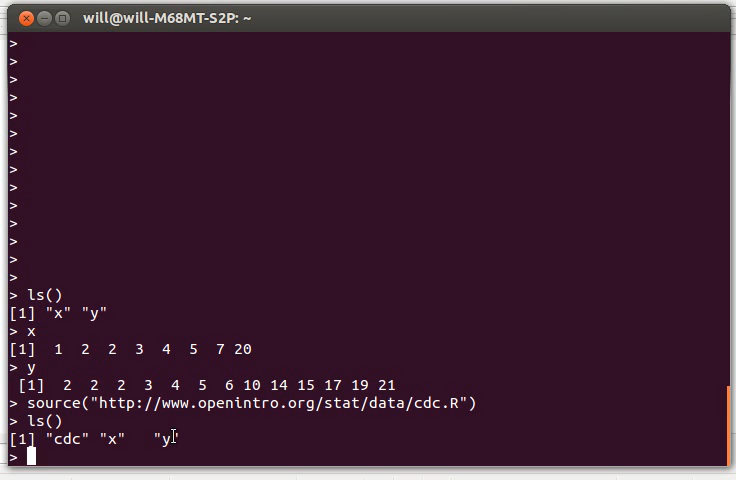 will@will-M68MT-S2P: ~
>
>
>
>
>
>
>
>
>
>
>
>
>
>
> ls()
[1] "x" "y"
> x
[1]  1  2  2  3  4  5  7 20
> y
 [1]  2  2  2  3  4  5  6 10 14 15 17 19 21
> source("http://www.openintro.org/stat/data/cdc.R")
> ls()
[1] "cdc" "x"   "y"
>